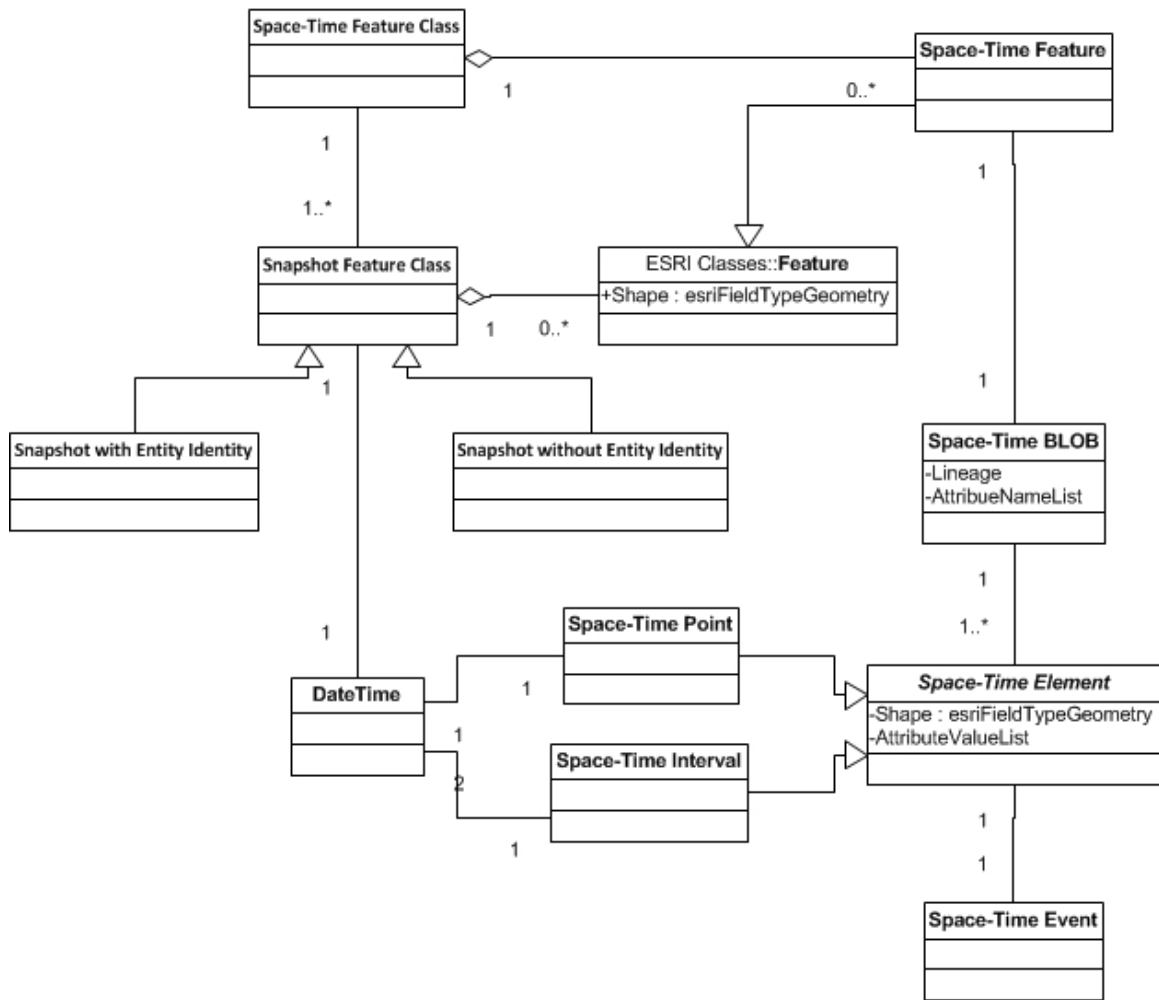 Space-Time Feature Class
Space-Time Feature
1
0..*
1
1
1..*
Snapshot Feature Class
ESRI Classes::Feature
+Shape : esriFieldTypeGeometry
1
0..*
1
1
Snapshot with Entity Identity
Snapshot without Entity Identity
Space-Time BLOB
-Lineage
-AttribueNameList
1
1
1..*
Space-Time Point
DateTime
1
Space-Time Element
-Shape : esriFieldTypeGeometry
-AttributeValueList
1
2
Space-Time Interval
1
1
1
Space-Time Event